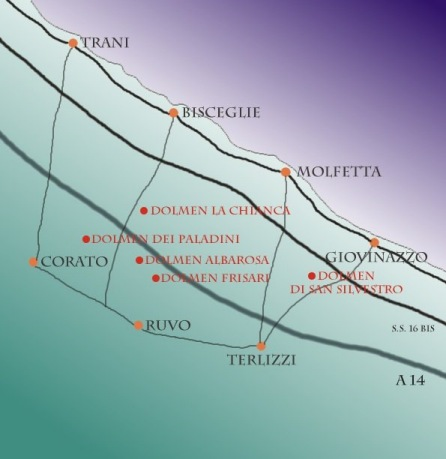 TRANI
BISCEGLIE
MOLFETTA
DOLMEN LA CHIANCA
DOLMEN DEI PALADINI
GIOVINAZZO
CORATO
DOLMEN ALBAROSA
DOLMEN FRISARI
DOLMEN
DI SAN SILVESTRO
RUVO
S.S. 16 BIS
TERLIZZI
A 14